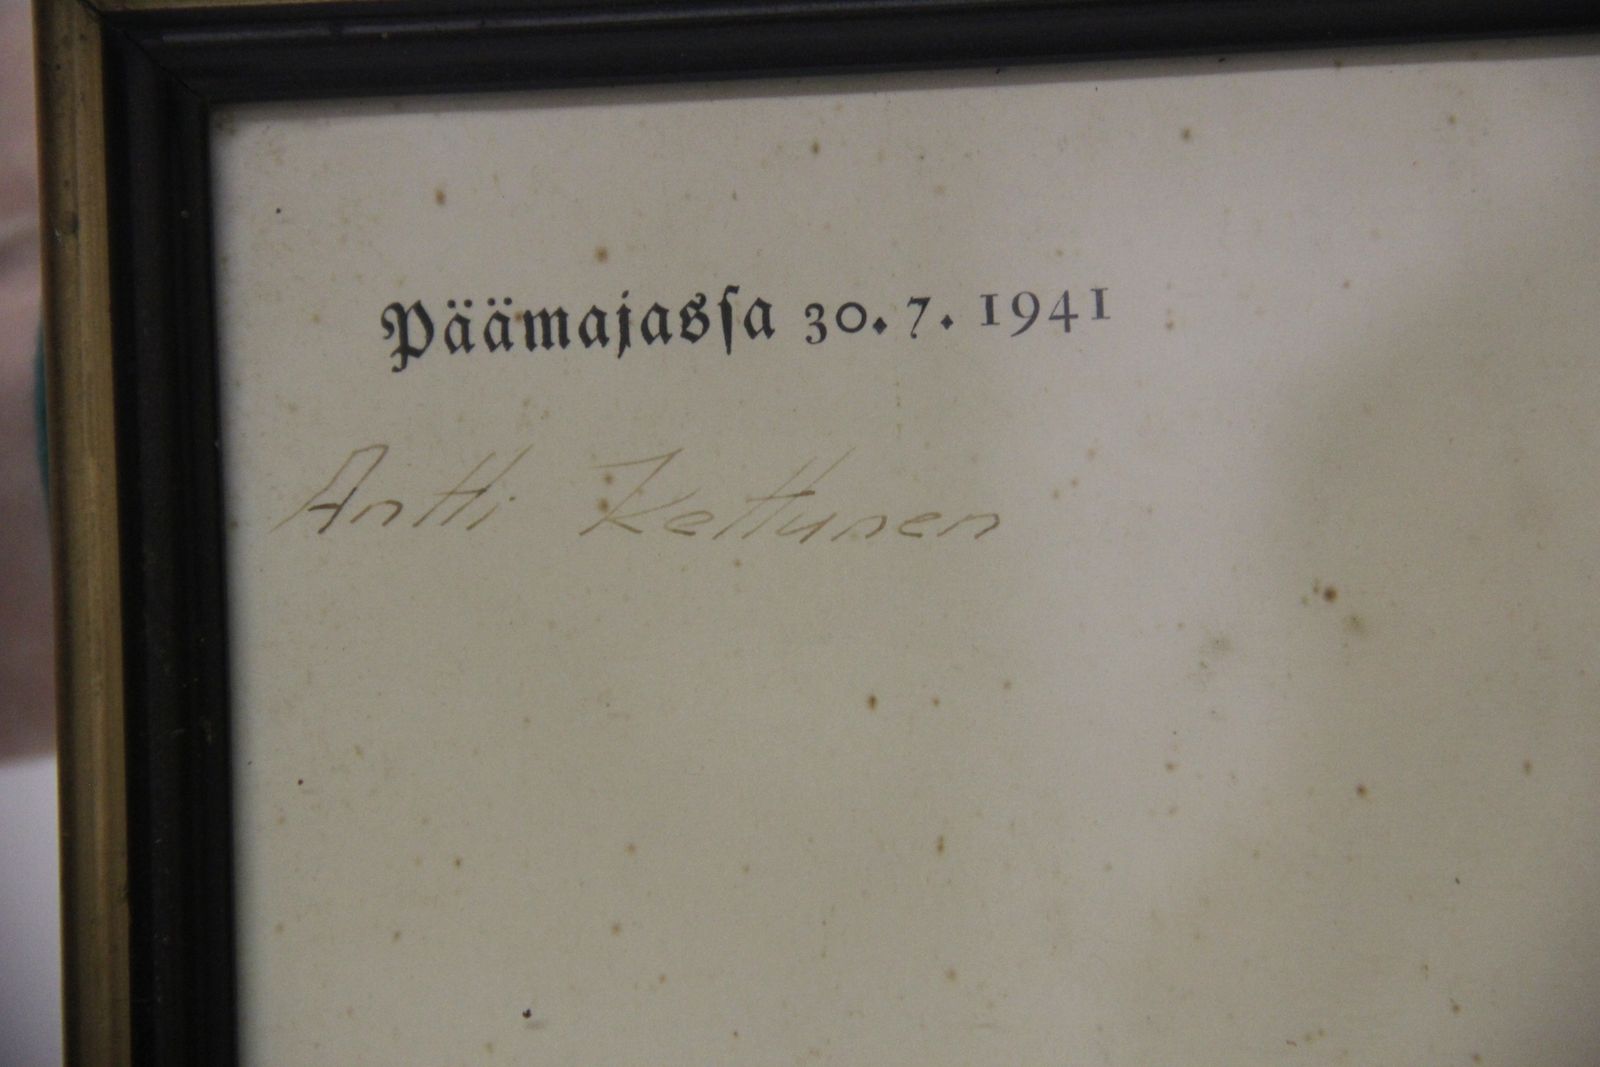 Päämajassa 30. 7. 1941
Antti Kettunen